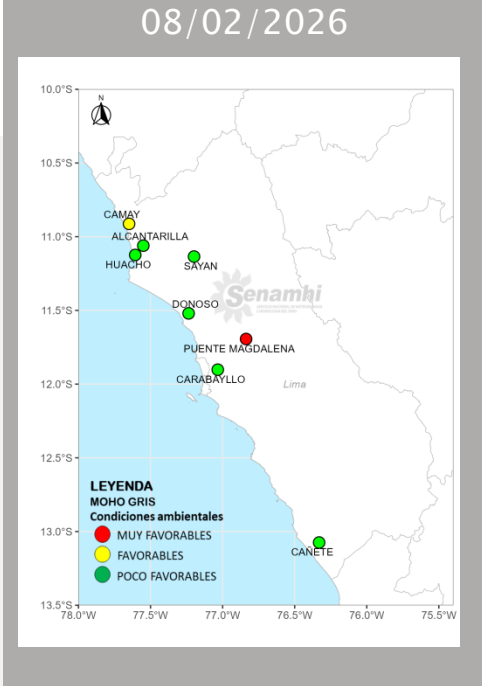 08/02/2026
N
10.0°S
10.5°S
CAMAY
11.0°S
ALCANTARILLA
HUACHO
SAYAN
Senamhi
11.5°S
DONOSO
PUENTE MAGDALENA
CARABAYLLO
12.0°S
Lima
12.5°S
LEYENDA
MOHO GRIS
Condiciones ambientales
MUY FAVORABLES
13.0°S
FAVORABLES
POCO FAVORABLES
CAÑETE
13.5°S
78.0°W 77.5°W 77.0°W 76.5°W 76.0°W 75.5°W